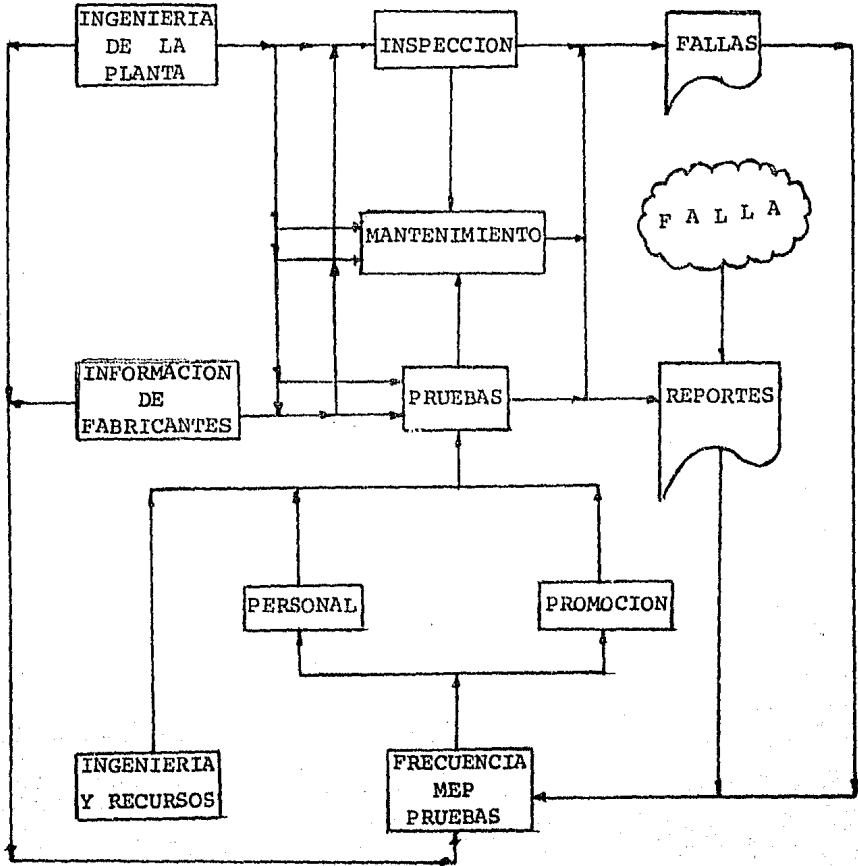 INGENIERIA
DE LA
PLANTA
INSPECCION
FALLAS
F A L L A
MANTENIMIENTO
INFORMACION
DE
FABRICANTES
PRUEBAS
REPORTES
PERSONAL
PROMOCION
INGENIERIA
Y RECURSOS
FRECUENCIA
MEP
PRUEBAS